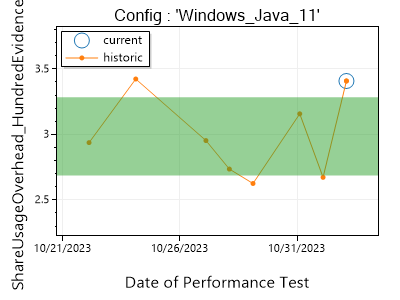 Config : 'Windows_Java_11'
current
historic
ShareUsageOverhead_HundredEvidence
3.5
3
2.5
10/21/2023
10/26/2023
10/31/2023
Date of Performance Test